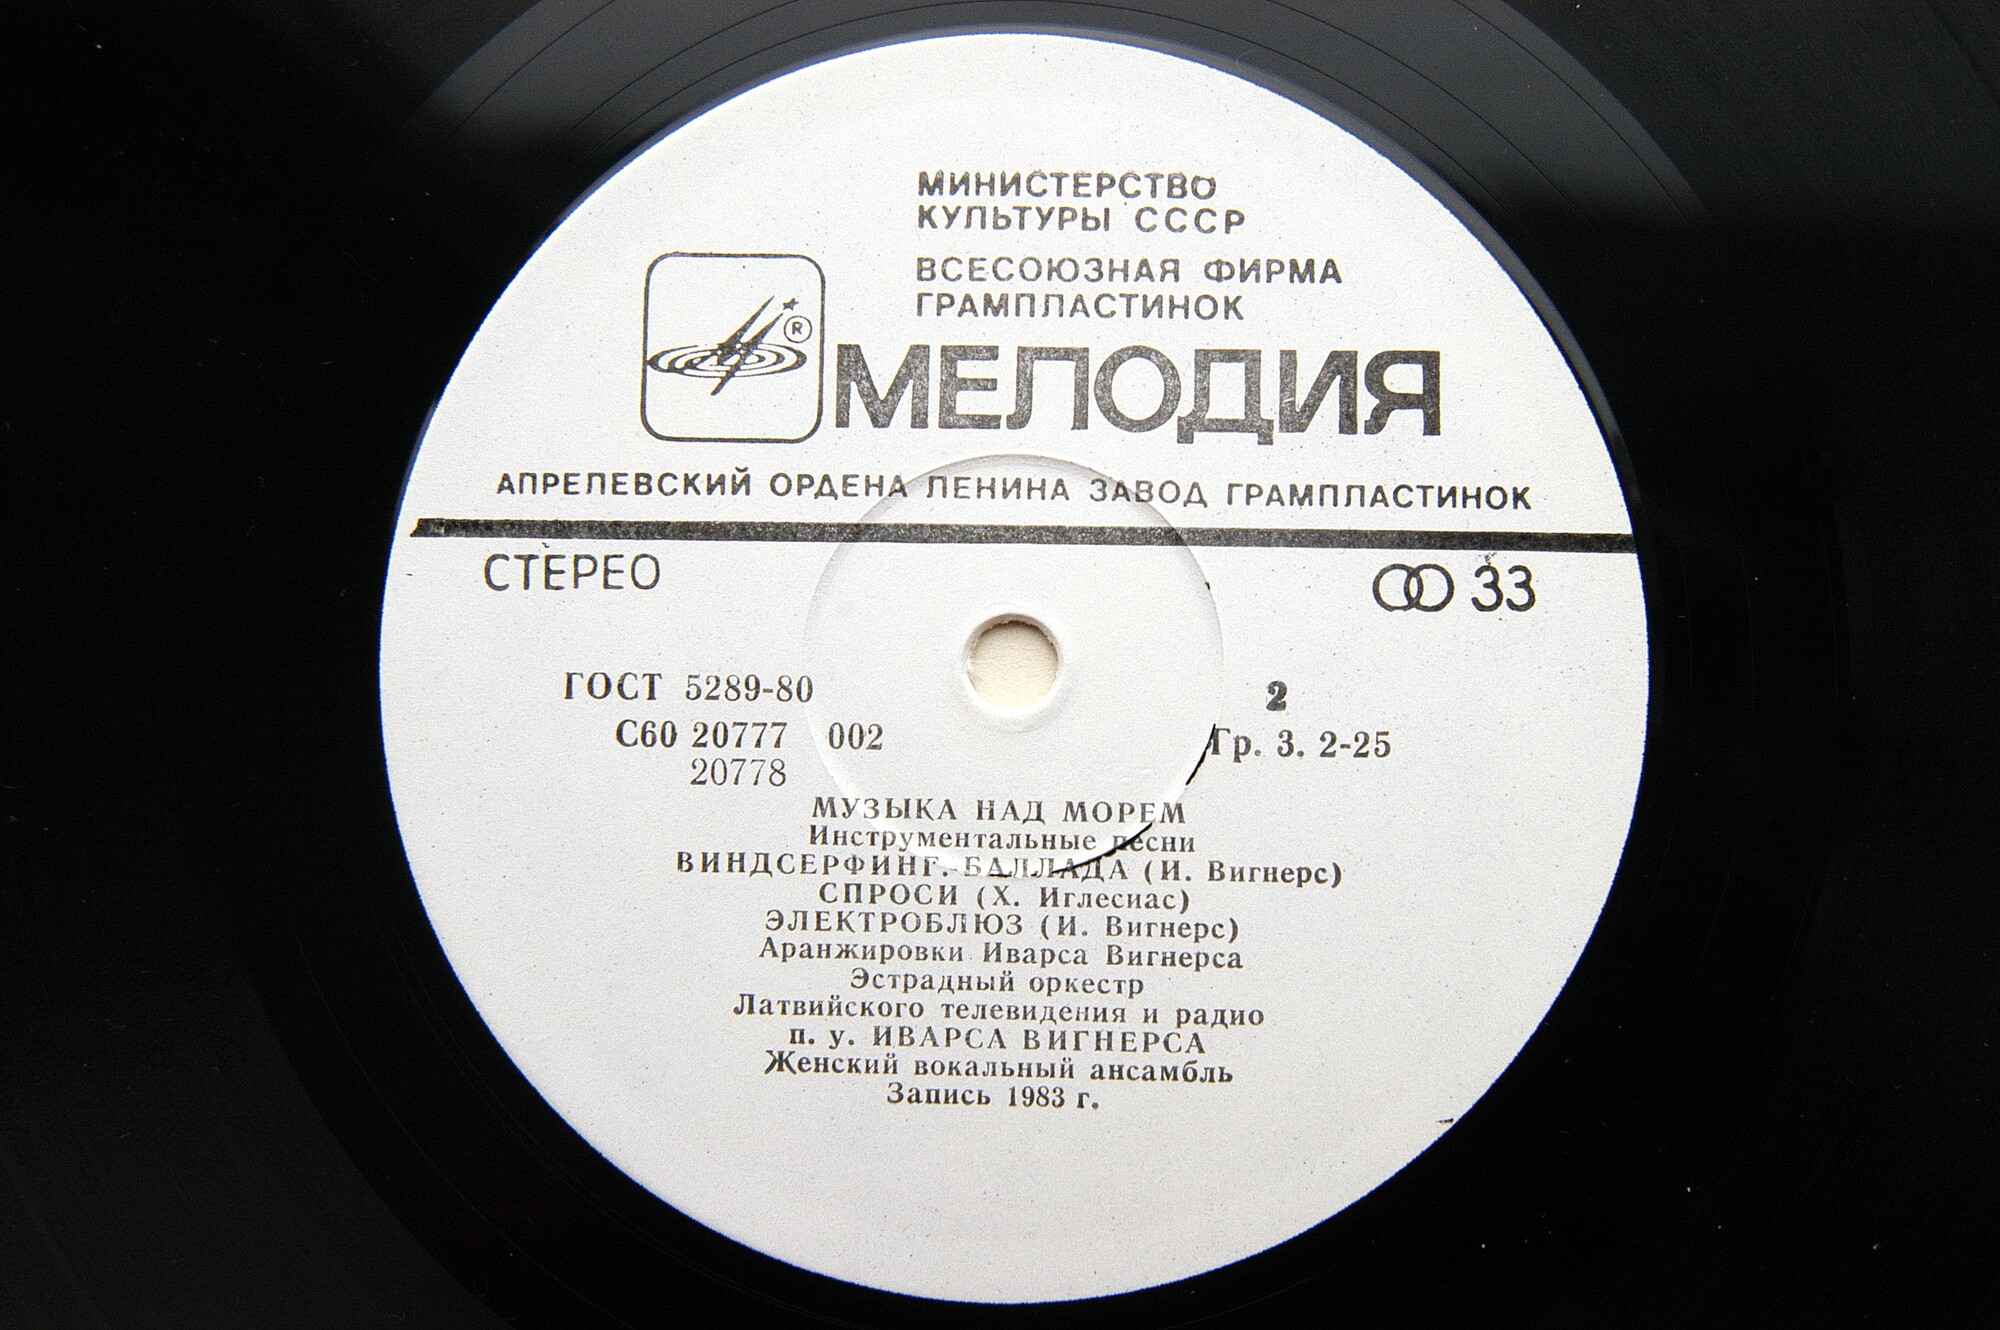 МИНИСТЕРСТВО
КУЛЬТУРЫ СССР
ВСЕСОЮЗНАЯ ФИРМА
ГРАМПЛАСТИНОК
®
МЕЛОДИЯ
АПРЕЛЕВСКИЙ ОРДЕНА ЛЕНИНА ЗАВОД ГРАМПЛАСТИНОК
СТЕРЕО
33
ГОСТ 5289-80
2
С60 20777 002
Гр. 3. 2-25
20778
МУЗЫКА НАД МОРЕМ
Инструментальные песни
ВИНДСЕРФИНГ-БАЛЛАДА (И. Вигнерс)
СПРОСИ (Х. Иглесиас)
ЭЛЕКТРОБЛЮЗ (И. Вигнерс)
Аранжировки Иварса Вигнерса
Эстрадный оркестр
Латвийского телевидения и радио
п. у. ИВАРСА ВИГНЕРСА
Женский вокальный ансамбль
Запись 1983 г.